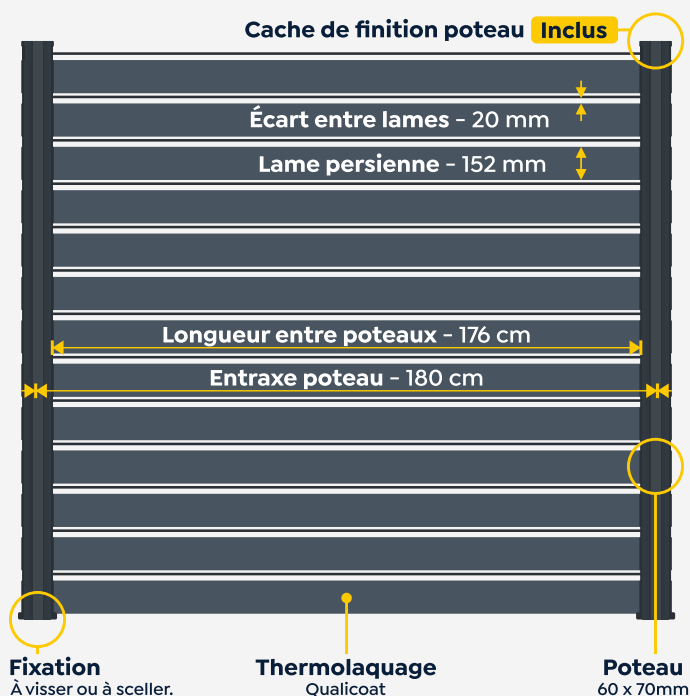 Cache de finition poteau Inclus
Écart entre lames - 20 mm
Lame persienne - 152 mm
Longueur entre poteaux - 176 cm
Entraxe poteau - 180 cm
Fixation
À visser ou à sceller.
Thermolaquage
Qualicoat
Poteau
60 x 70mm